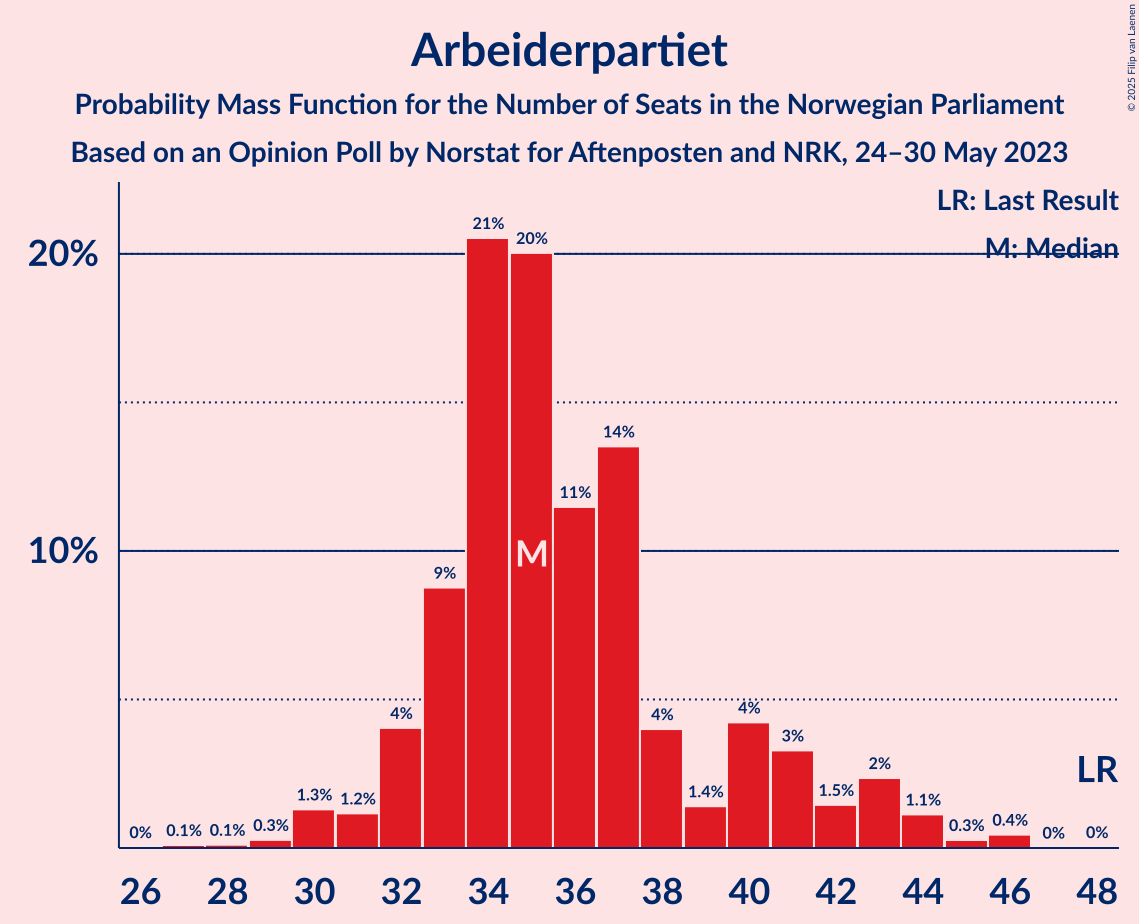 Arbeiderpartiet
Probability Mass Function for the Number of Seats in the Norwegian Parliament
Based on an Opinion Poll by Norstat for Aftenposten and NRK, 24–30 May 2023
© 2025 Filip van Laenen
LR: Last Result
M: Median
20%
10%
0% 0.1% 0.1% 0.3% 1.3% 1.2% 4% 9% 21% 20% 11% 14% 4% 1.4% 4% 3% 1.5% 2% 1.1% 0.3% 0.4% 0% 0%
M
LR
26 28 30 32 34 36 38 40 42 44 46 48